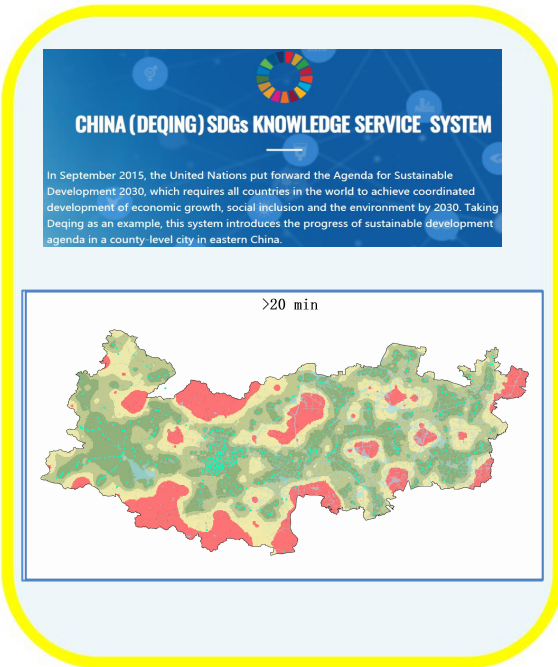 CHINA (DEQING) SDGs KNOWLEDGE SERVICE SYSTEM
In September 2015, the United Nations put forward the Agenda for Sustainable
Development 2030, which requires all countries in the world to achieve coordinated
development of economic growth, social inclusion and the environment by 2030. Taking
Deqing as an example, this system introduces the progress of sustainable development
agenda in a county-level city in eastern China.
>20 min